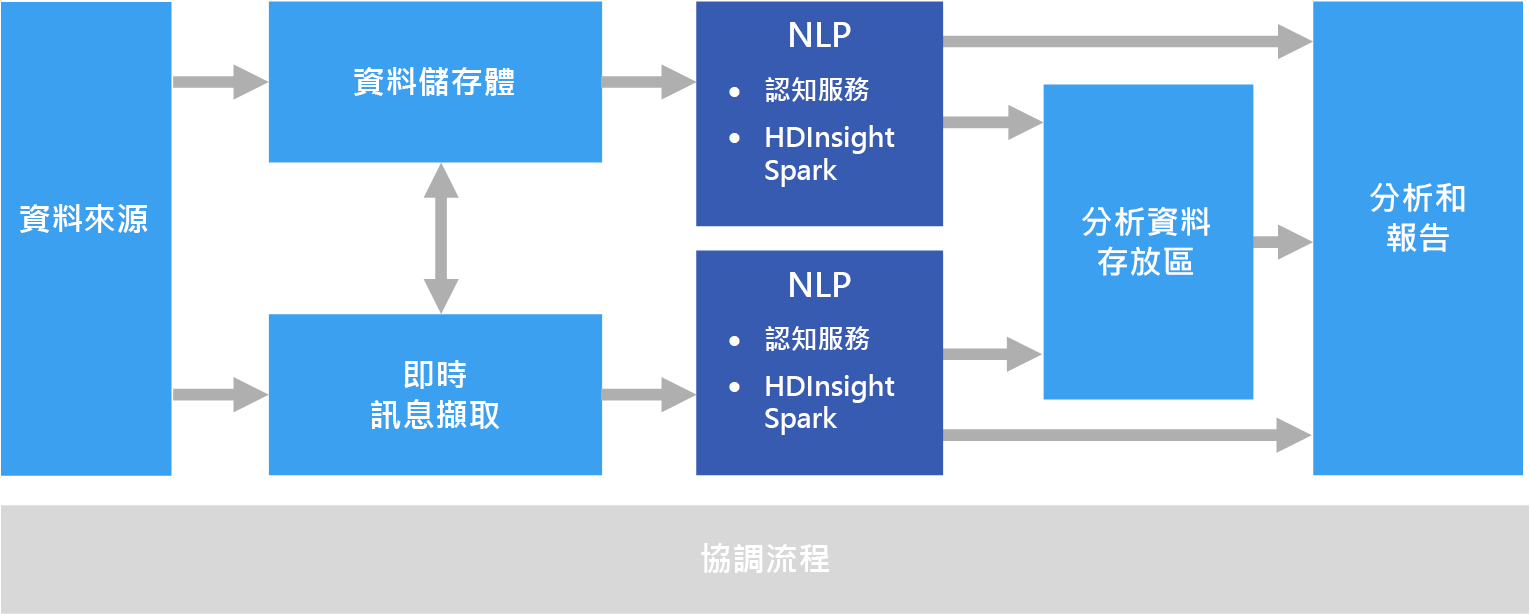 資料來源
資料儲存體
即時
訊息擷取
NLP
• 認知服務
• HDInsight
Spark
NLP
• 認知服務
• HDInsight
Spark
分析資料
存放區
分析和
報告
協調流程